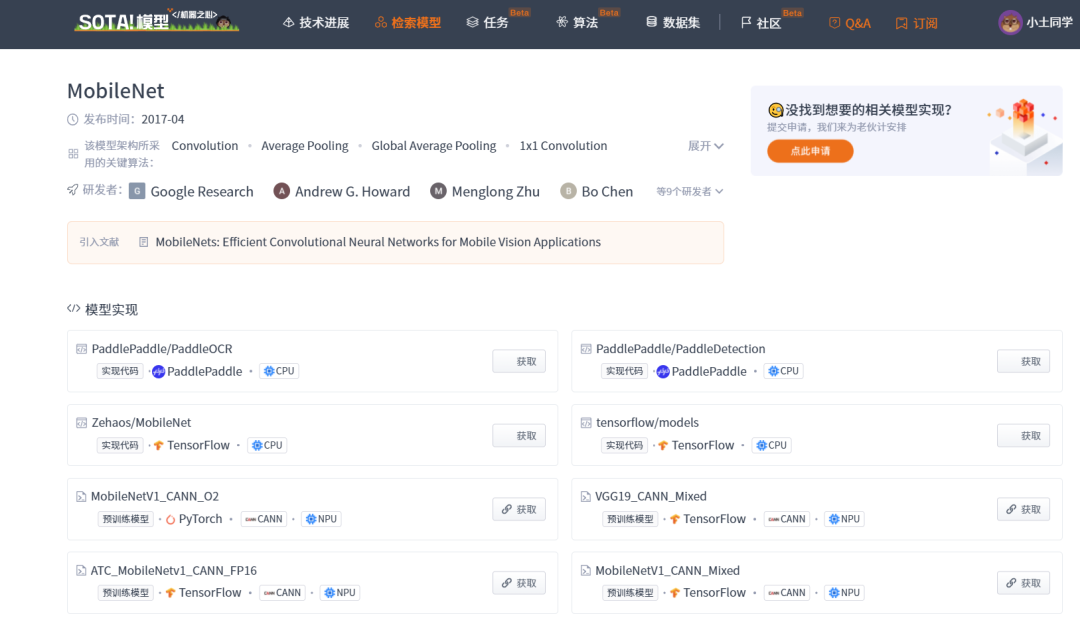 SOTA!模型 </机器之心>
技术进展 检索模型 任务 Beta 算法 Beta 数据集 社区 Beta Q&A 订阅 小土同学
MobileNet
发布时间: 2017-04
该模型架构所采用的关键算法: Convolution • Average Pooling • Global Average Pooling • 1x1 Convolution 展开
研发者: G Google Research A Andrew G. Howard M Menglong Zhu B Bo Chen 等9个研发者
引入文献 MobileNets: Efficient Convolutional Neural Networks for Mobile Vision Applications
没找到想要的相关模型实现?
提交申请，我们来为老伙计安排
点此申请
</> 模型实现
PaddlePaddle/PaddleOCR
实现代码 • PaddlePaddle • CPU
获取
PaddlePaddle/PaddleDetection
实现代码 • PaddlePaddle • CPU
获取
Zehaos/MobileNet
实现代码 • TensorFlow • CPU
获取
tensorflow/models
实现代码 • TensorFlow • CPU
获取
MobileNetV1_CANN_O2
预训练模型 • PyTorch • CANN • NPU
获取
VGG19_CANN_Mixed
预训练模型 • TensorFlow • CANN • NPU
获取
ATC_MobileNetv1_CANN_FP16
预训练模型 • TensorFlow • CANN • NPU
获取
MobileNetV1_CANN_Mixed
预训练模型 • TensorFlow • CANN • NPU
获取